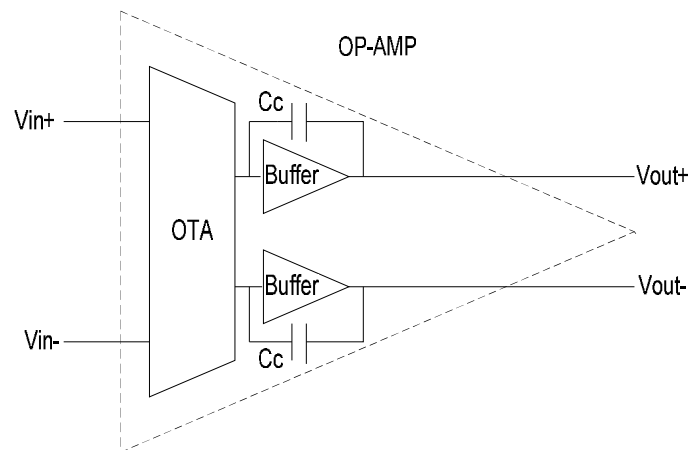 OP-AMP
Cc
Vin+
Buffer
Vout+
OTA
Buffer
Vout-
Vin-
Cc